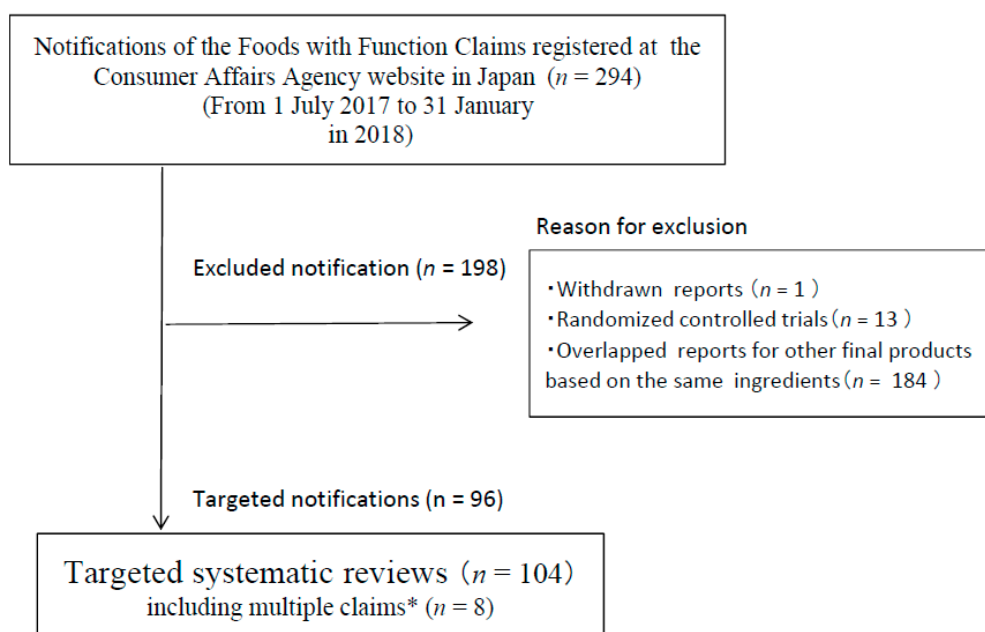 Notifications of the Foods with Function Claims registered at the
Consumer Affairs Agency website in Japan (n = 294)
(From 1 July 2017 to 31 January
in 2018)
Reason for exclusion
Excluded notification (n = 198)
・Withdrawn reports (n = 1 )
・Randomized controlled trials (n = 13 )
・Overlapped reports for other final products
based on the same ingredients (n = 184 )
Targeted notifications (n = 96)
Targeted systematic reviews (n = 104)
including multiple claims* (n = 8)